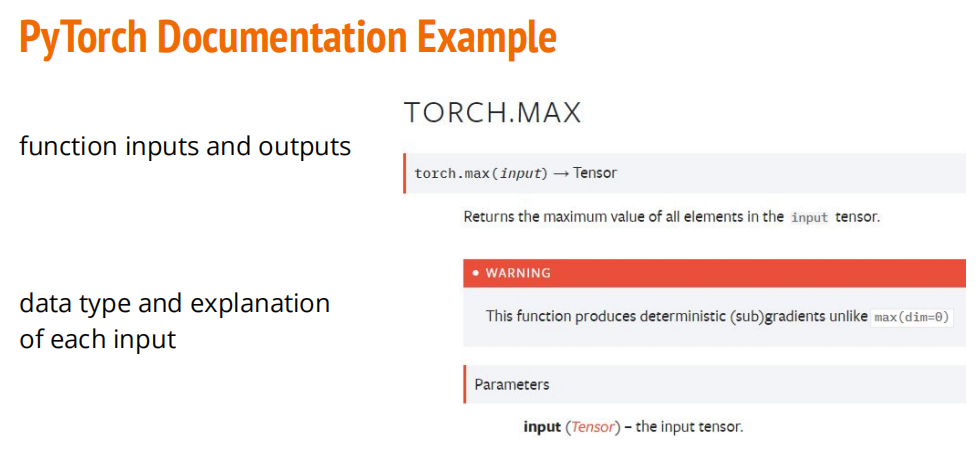 PyTorch Documentation Example
TORCH.MAX
function inputs and outputs
torch.max(input) → Tensor
Returns the maximum value of all elements in the input tensor.
• WARNING
data type and explanation
of each input
This function produces deterministic (sub)gradients unlike max(dim=0)
Parameters
input (Tensor) – the input tensor.